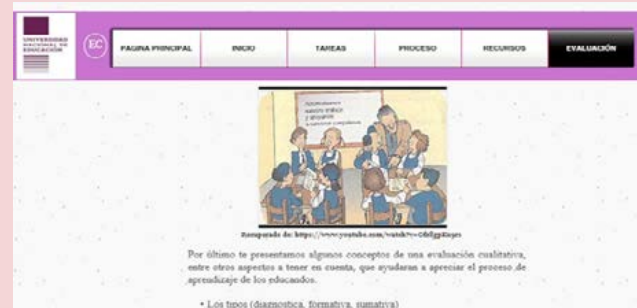 UNIVERSIDAD
NACIONAL DE
EDUCACIÓN
EC
PAGINA PRINCIPAL
INICIO
TAREAS
PROCESO
RECURSOS
EVALUACIÓN
nuestro trabajo
Recuperado de: https://www.youtube.com/
Por último te presentamos algunos conceptos de una evaluación cualitativa,
entre otros aspectos a tener en cuenta, que ayudaran a apreciar el proceso de
aprendizaje de los educandos.
• Los tipos (diagnostica, formativa, sumativa)